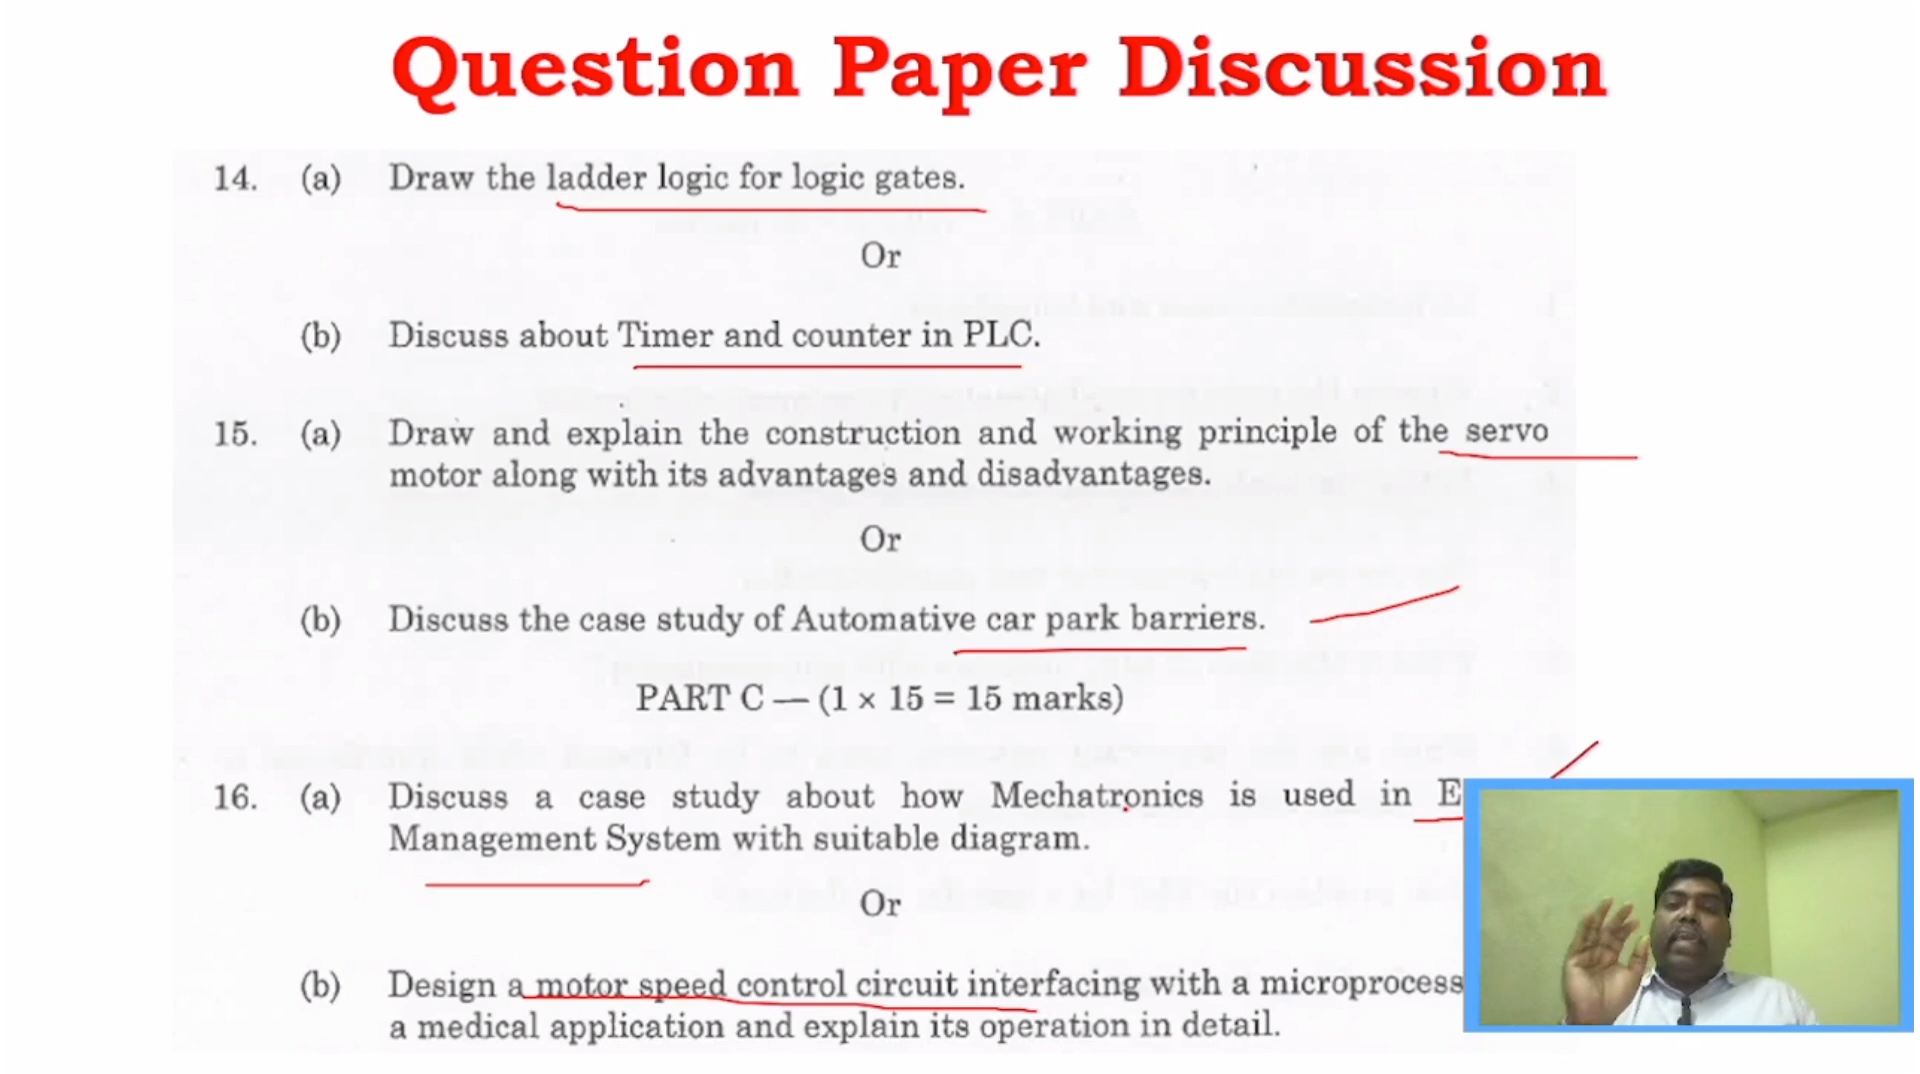 Question Paper Discussion
14. (a) Draw the ladder logic for logic gates.
Or
(b) Discuss about Timer and counter in PLC.
15. (a) Draw and explain the construction and working principle of the servo
motor along with its advantages and disadvantages.
Or
(b) Discuss the case study of Automative car park barriers.
PART C — (1 × 15 = 15 marks)
16. (a) Discuss a case study about how Mechatronics is used in
Management System with suitable diagram.
Or
(b) Design a motor speed control circuit interfacing with a
a medical application and explain its operation in detail.